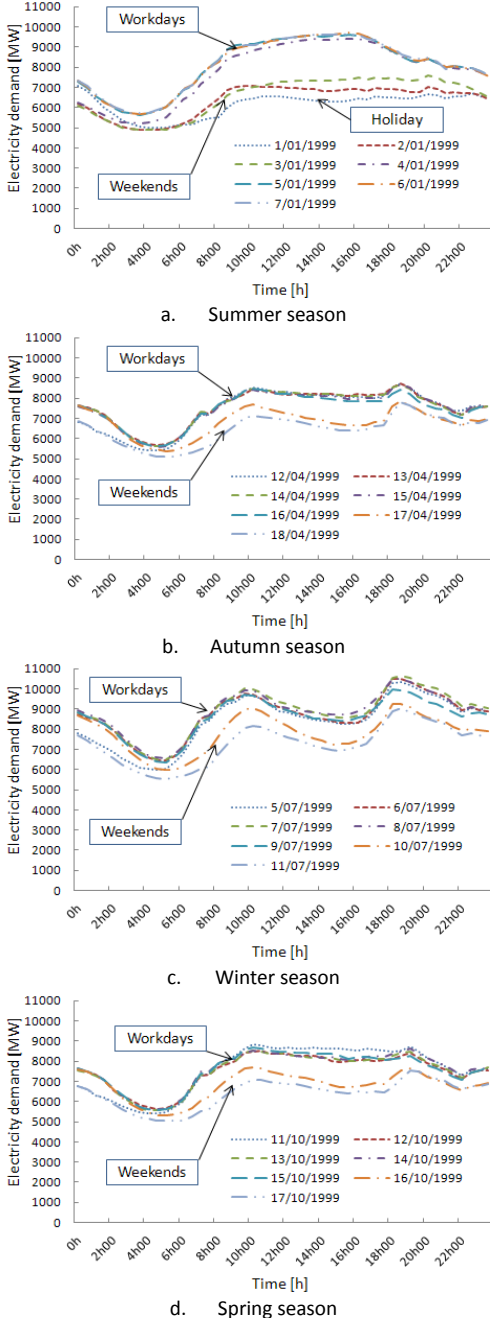 Electricity demand [MW]
10000
9000
8000
7000
6000
5000
4000
3000
2000
1000
0
Workdays
Weekends
Holiday
1/01/1999 2/01/1999
3/01/1999 4/01/1999
5/01/1999 6/01/1999
7/01/1999
0h 2h00 4h00 6h00 8h00 10h00 12h00 14h00 16h00 18h00 20h00 22h00
Time [h]
a. Summer season
Electricity demand [MW]
11000
10000
9000
8000
7000
6000
5000
4000
3000
2000
1000
0
Workdays
Weekends
12/04/1999 13/04/1999
14/04/1999 15/04/1999
16/04/1999 17/04/1999
18/04/1999
0h 2h00 4h00 6h00 8h00 10h00 12h00 14h00 16h00 18h00 20h00 22h00
Time [h]
b. Autumn season
Electricity demand [MW]
11000
10000
9000
8000
7000
6000
5000
4000
3000
2000
1000
0
Workdays
Weekends
5/07/1999 6/07/1999
7/07/1999 8/07/1999
9/07/1999 10/07/1999
11/07/1999
0h 2h00 4h00 6h00 8h00 10h00 12h00 14h00 16h00 18h00 20h00 22h00
Time [h]
c. Winter season
Electricity demand [MW]
11000
10000
9000
8000
7000
6000
5000
4000
3000
2000
1000
0
Workdays
Weekends
11/10/1999 12/10/1999
13/10/1999 14/10/1999
15/10/1999 16/10/1999
17/10/1999
0h 2h00 4h00 6h00 8h00 10h00 12h00 14h00 16h00 18h00 20h00 22h00
Time [h]
d. Spring season